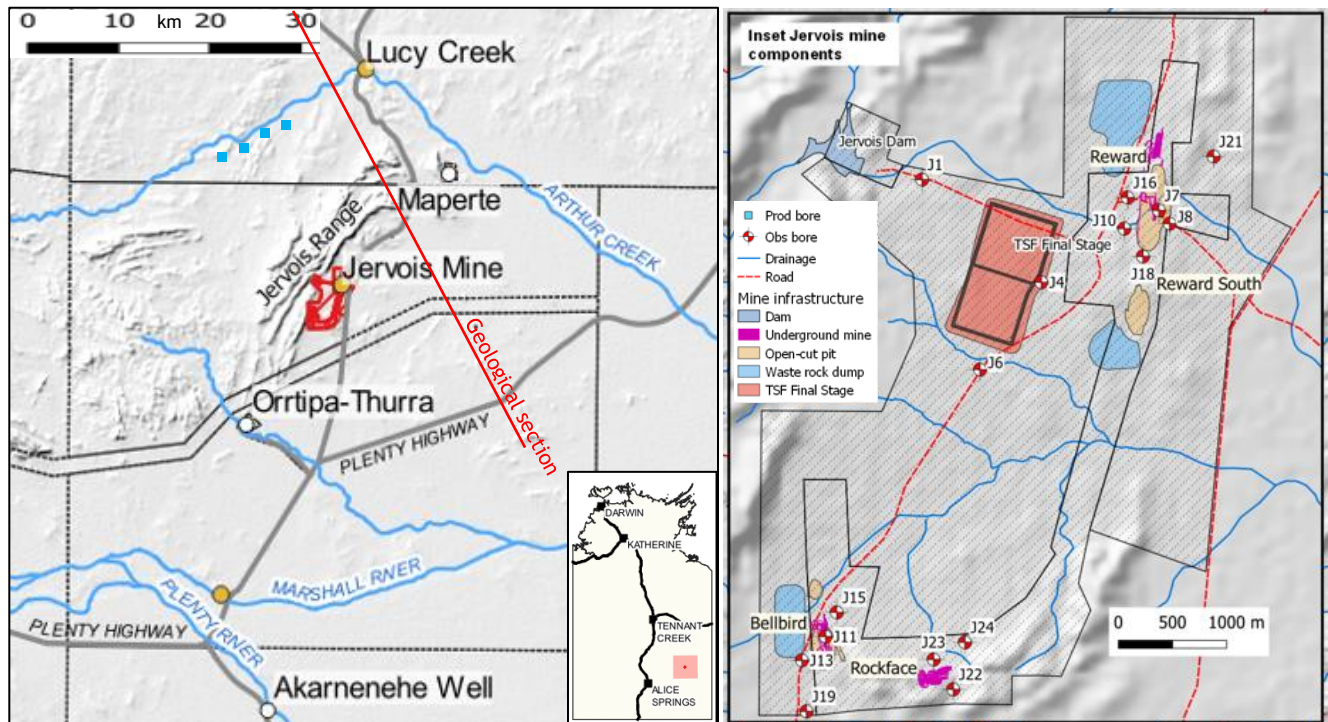 km
0 10 20 30
Lucy Creek
Maperte
ARTHUR CREEK
Jervois Range
Jervois Mine
Geological section
Orrtipa-Thurra
PLENTY HIGHWAY
MARSHALL RIVER
PLENTY RIVER
PLENTY HIGHWAY
Akarnenehe Well
DARWIN
KATHERINE
TENNANT
CREEK
ALICE
SPRINGS
Inset Jervois mine
components
Jervois Dam
J1
J21
Reward
J16
J7
J10
J8
TSF Final Stage
J18
J4
Reward South
J6
Prod bore
Obs bore
Drainage
Road
Mine infrastructure
Dam
Underground mine
Open-cut pit
Waste rock dump
TSF Final Stage
J15
Bellbird
J11
J13
J19
J24
J23
Rockface
J22
0 500 1000 m